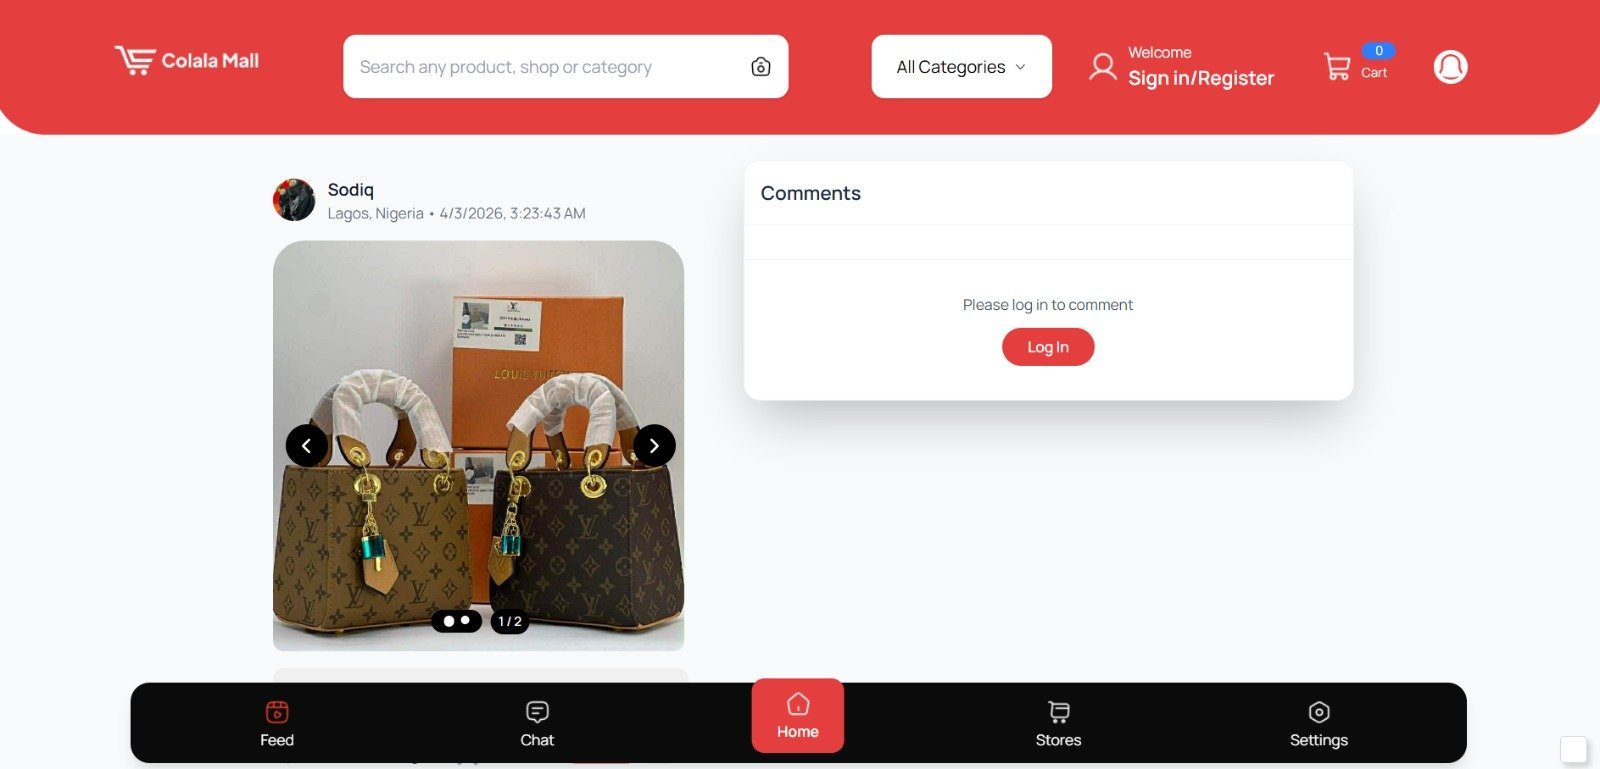 Colala Mall
Search any product, shop or category
All Categories
Welcome
Sign in/Register
0
Cart
Sodiq
Lagos, Nigeria • 4/3/2026, 3:23:43 AM
LOUIS VUITTON
1 / 2
Comments
Please log in to comment
Log In
Feed
Chat
Home
Stores
Settings